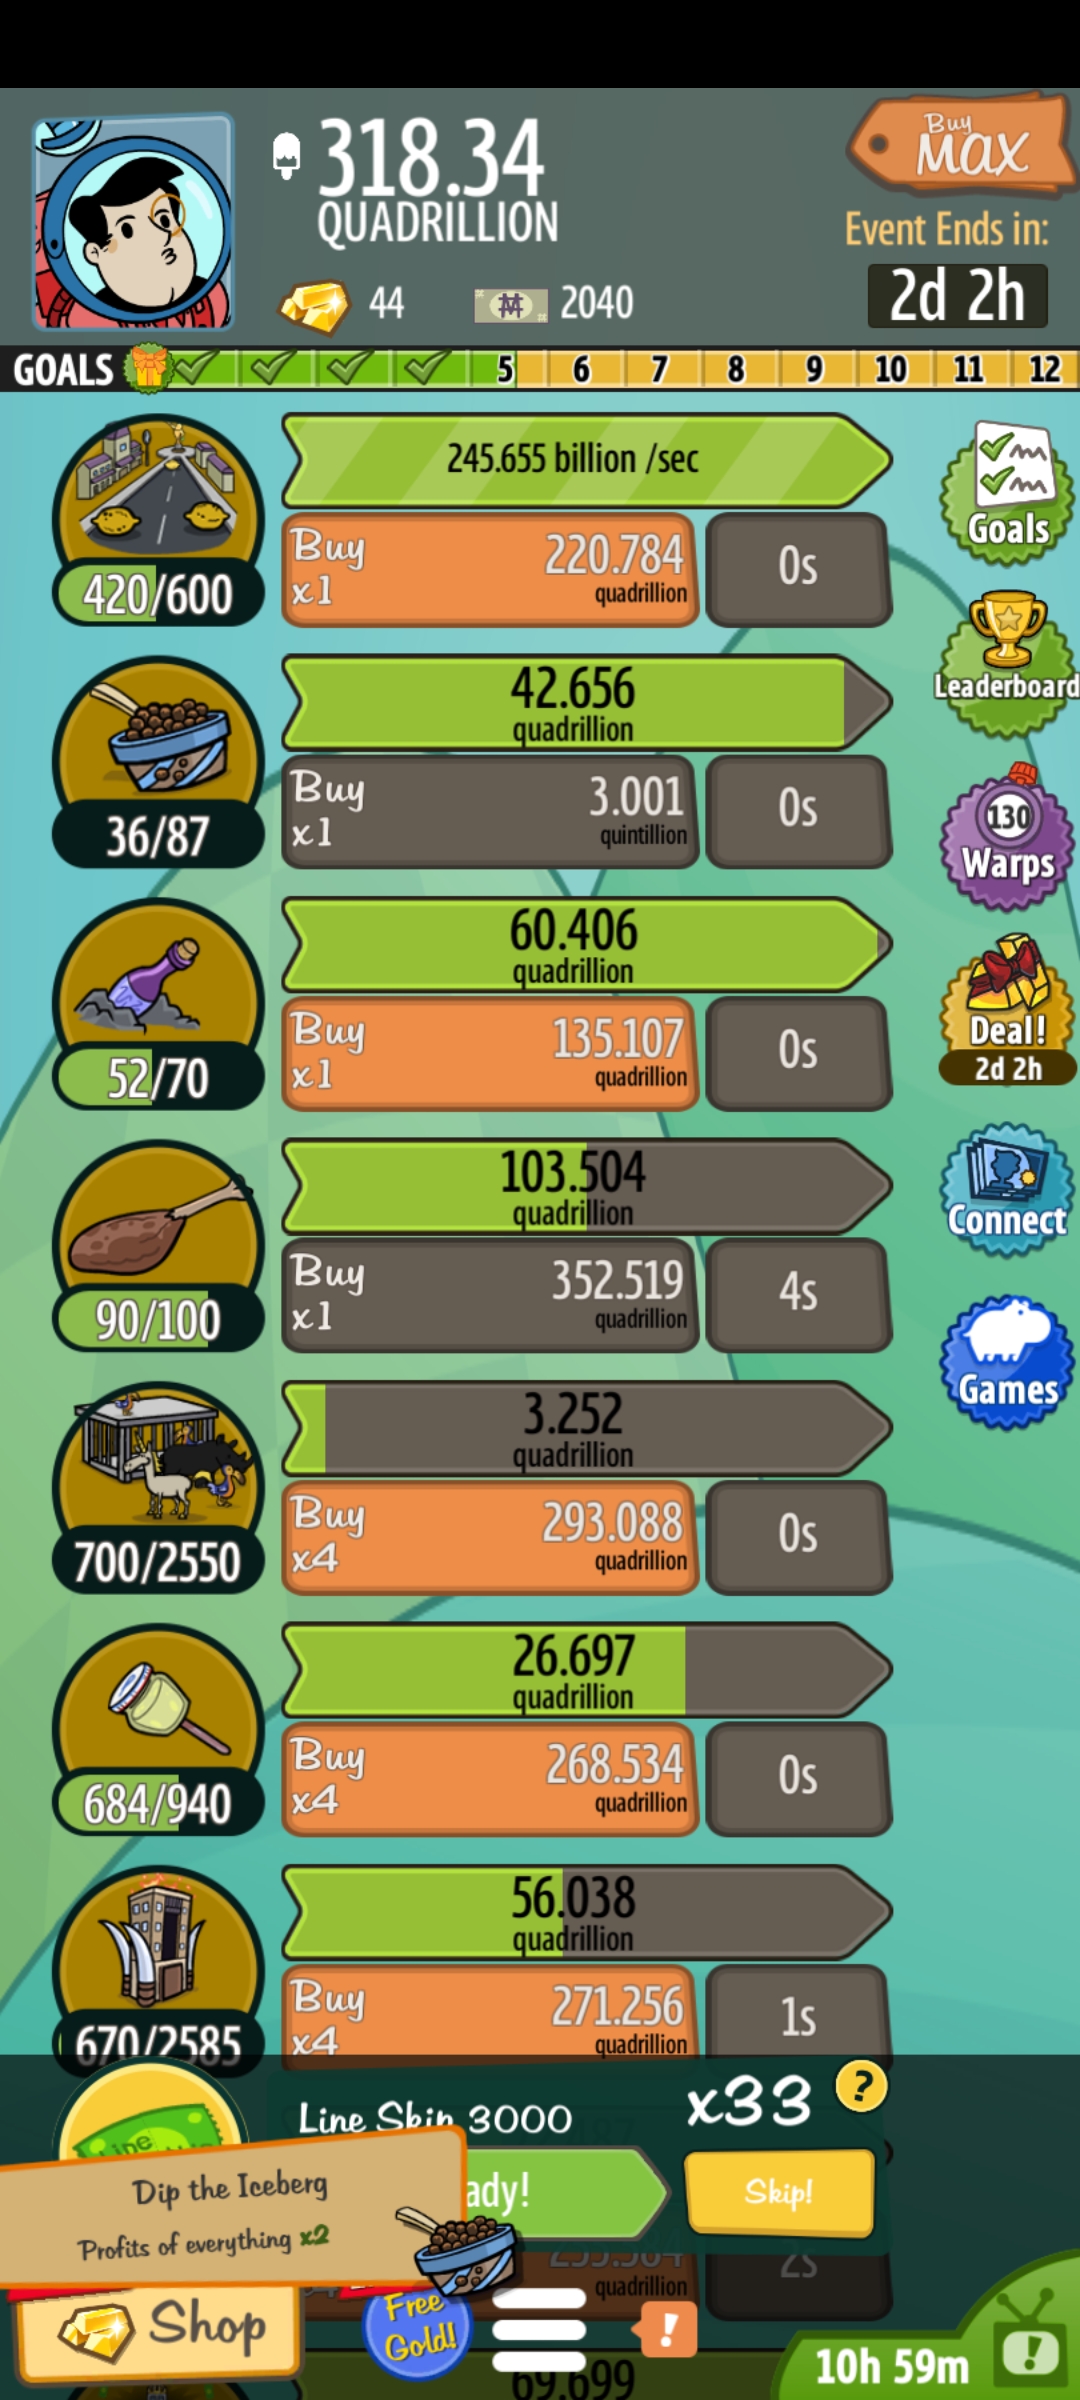 318.34
QUADRILLION
Buy
MAX
Event Ends in:
2d 2h
44
2040
GOALS
5 6 7 8 9 10 11 12
245.655 billion /sec
Buy
x1
220.784
quadrillion
0s
420/600
Goals
42.656
quadrillion
Buy
x1
3.001
quintillion
0s
36/87
Leaderboard
60.406
quadrillion
Buy
x1
135.107
quadrillion
0s
52/70
130
Warps
103.504
quadrillion
Buy
x1
352.519
quadrillion
4s
90/100
Deal!
2d 2h
3.252
quadrillion
Buy
x4
293.088
quadrillion
0s
700/2550
Connect
26.697
quadrillion
Buy
x4
268.534
quadrillion
0s
684/940
Games
56.038
quadrillion
Buy
x4
271.256
quadrillion
1s
670/2585
Line Skip 3000
x33
?
ady!
Skip!
Dip the Iceberg
Profits of everything x2
2s
quadrillion
Shop
Free
Gold!
!
10h 59m
!
69.699